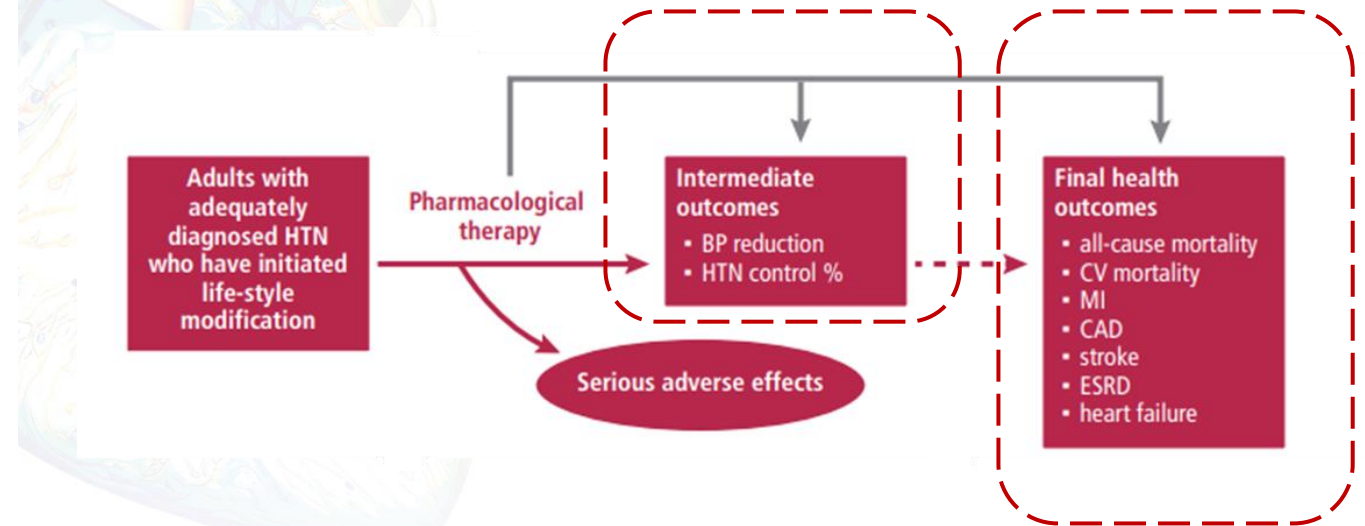 Adults with
adequately
diagnosed HTN
who have initiated
life-style
modification
Pharmacological
therapy
Intermediate
outcomes
▪ BP reduction
▪ HTN control %
Serious adverse effects
Final health
outcomes
▪ all-cause mortality
▪ CV mortality
▪ MI
▪ CAD
▪ stroke
▪ ESRD
▪ heart failure